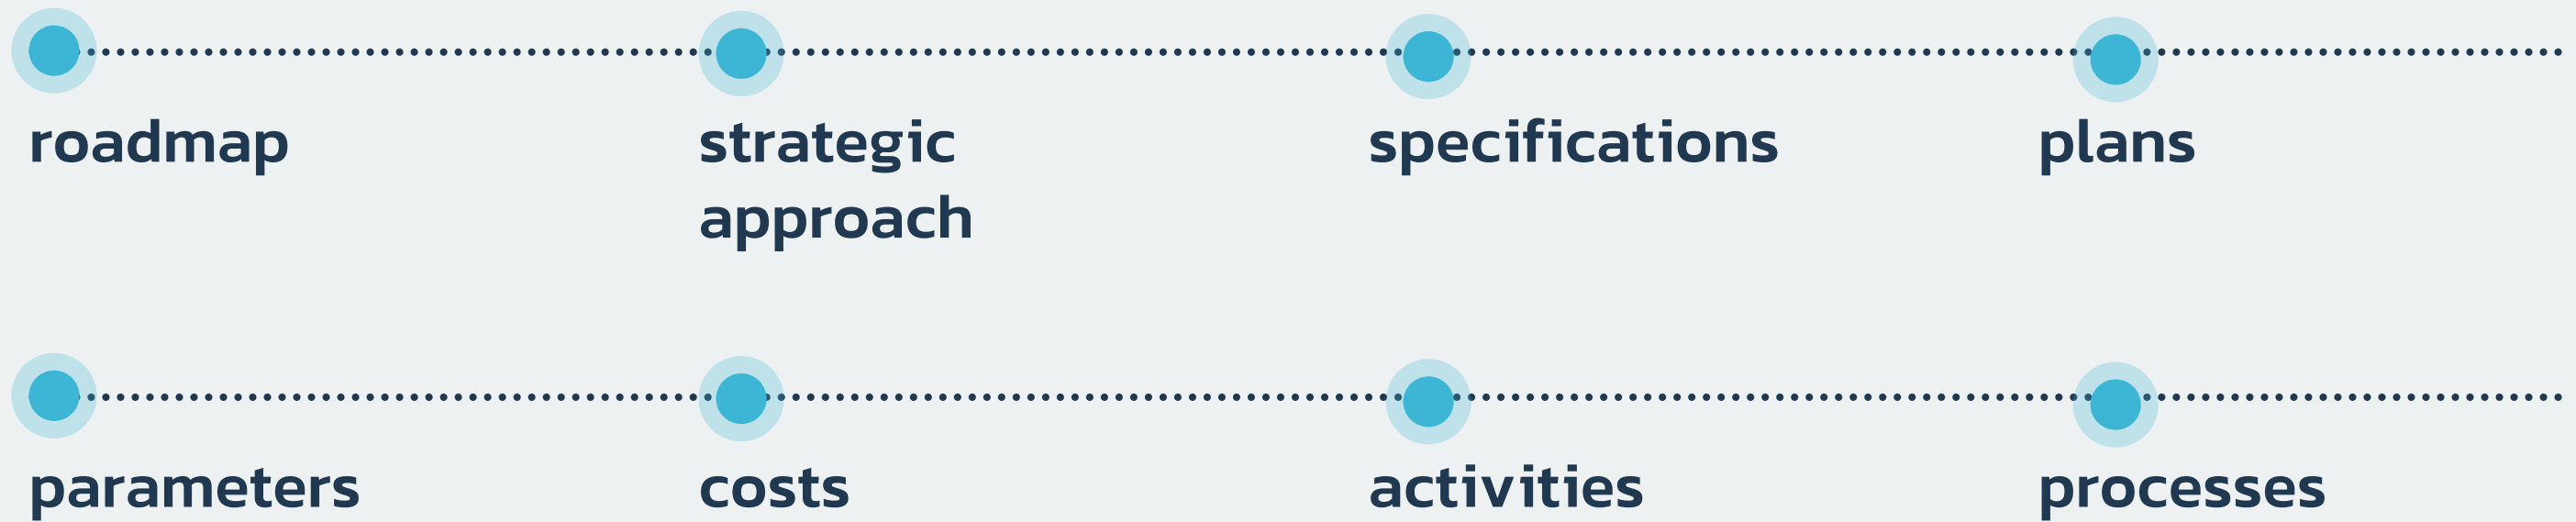 roadmap
strategic
approach
specifications
plans
parameters
costs
activities
processes